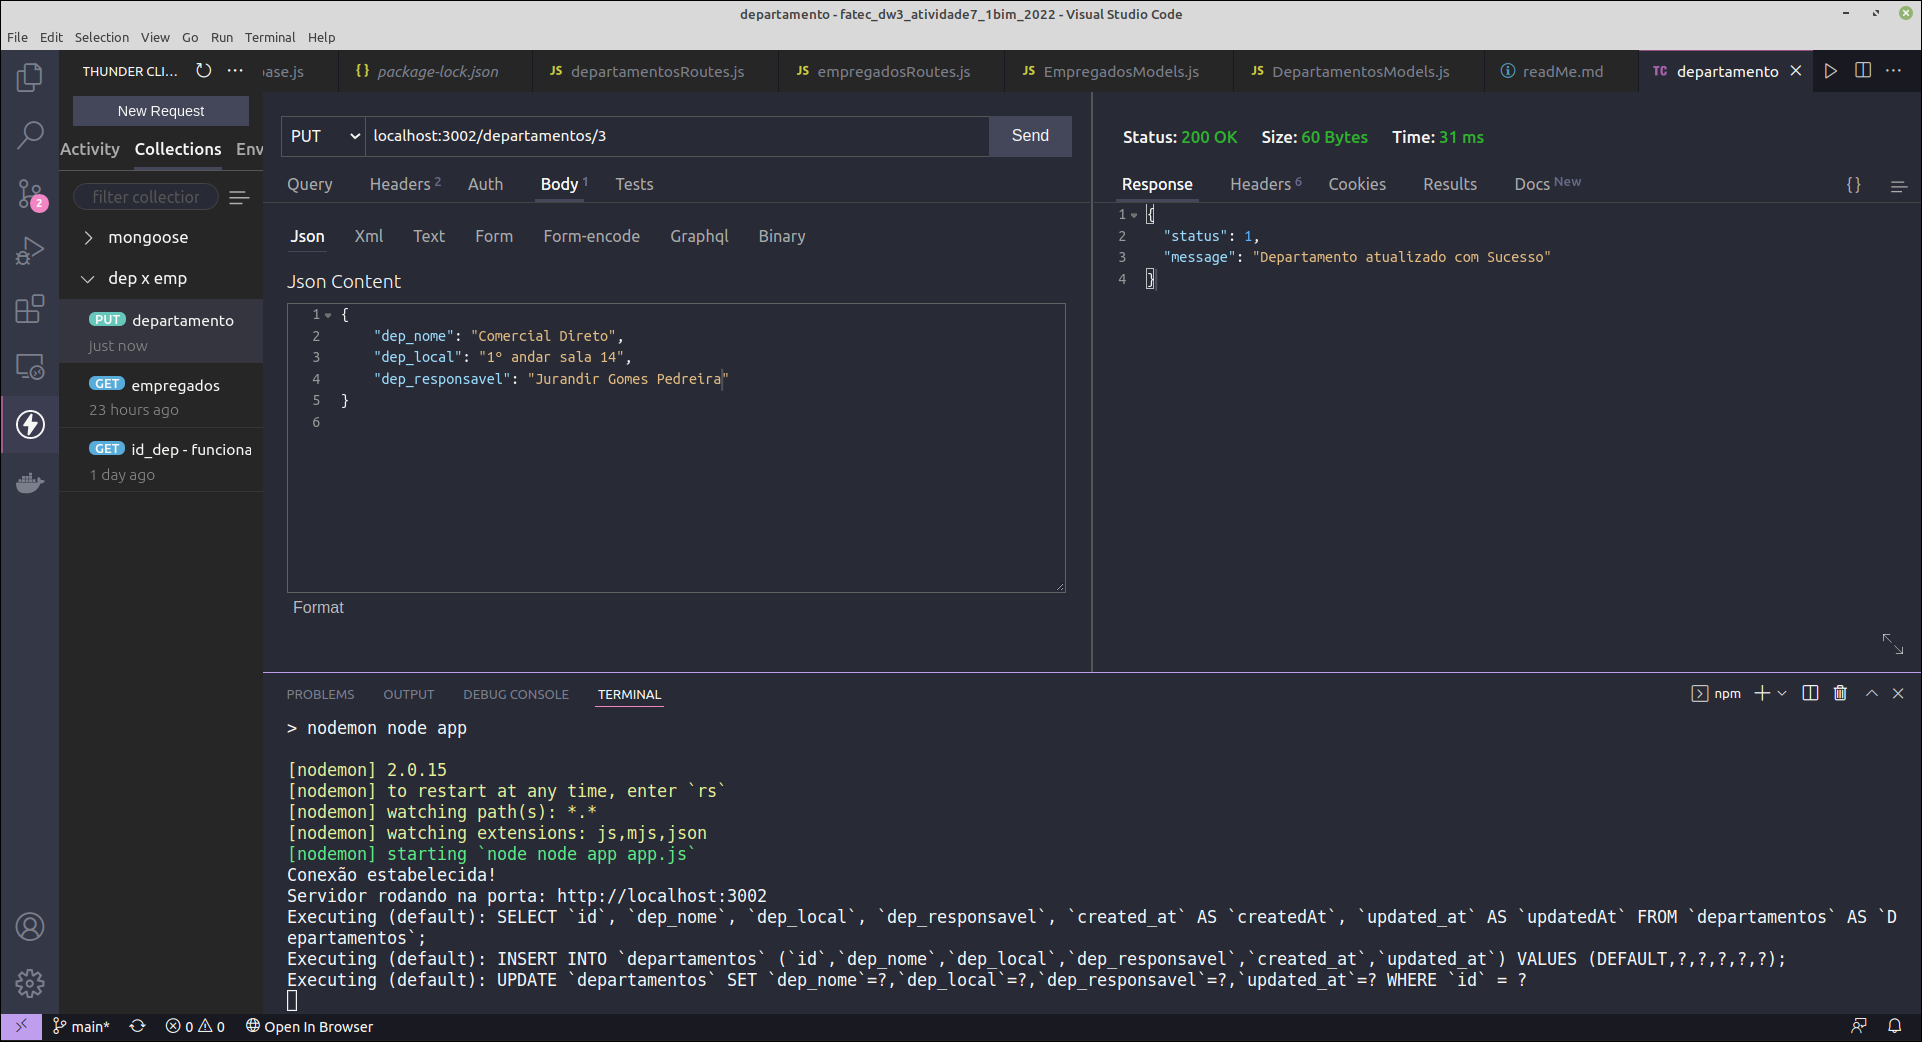 departamento - fatec_dw3_atividade7_1bim_2022 - Visual Studio Code
File Edit Selection View Go Run Terminal Help
THUNDER CLI... ··· base.js {} package-lock.json JS departamentosRoutes.js JS empregadosRoutes.js JS EmpregadosModels.js JS DepartamentosModels.js readMe.md TC departamento ···
New Request
Activity Collections Env
filter collection
mongoose
dep x emp
PUT departamento
just now
GET empregados
23 hours ago
GET id_dep - funciona
1 day ago
2
PUT localhost:3002/departamentos/3 Send
Query Headers 2 Auth Body 1 Tests
Json Xml Text Form Form-encode Graphql Binary
Json Content
1 {
2 "dep_nome": "Comercial Direto",
3 "dep_local": "1º andar sala 14",
4 "dep_responsavel": "Jurandir Gomes Pedreira"
5 }
6
Format
Status: 200 OK Size: 60 Bytes Time: 31 ms
Response Headers 6 Cookies Results Docs New {}
1 {
2 "status": 1,
3 "message": "Departamento atualizado com Sucesso"
4 }
PROBLEMS OUTPUT DEBUG CONSOLE TERMINAL npm
> nodemon node app
[nodemon] 2.0.15
[nodemon] to restart at any time, enter `rs`
[nodemon] watching path(s): *.*
[nodemon] watching extensions: js,mjs,json
[nodemon] starting `node node app app.js`
Conexão estabelecida!
Servidor rodando na porta: http://localhost:3002
Executing (default): SELECT `id`, `dep_nome`, `dep_local`, `dep_responsavel`, `created_at` AS `createdAt`, `updated_at` AS `updatedAt` FROM `departamentos` AS `D
epartamentos`;
Executing (default): INSERT INTO `departamentos` (`id`,`dep_nome`,`dep_local`,`dep_responsavel`,`created_at`,`updated_at`) VALUES (DEFAULT,?,?,?,?,?);
Executing (default): UPDATE `departamentos` SET `dep_nome`=?,`dep_local`=?,`dep_responsavel`=?,`updated_at`=? WHERE `id` = ?
main* 0 0 Open In Browser